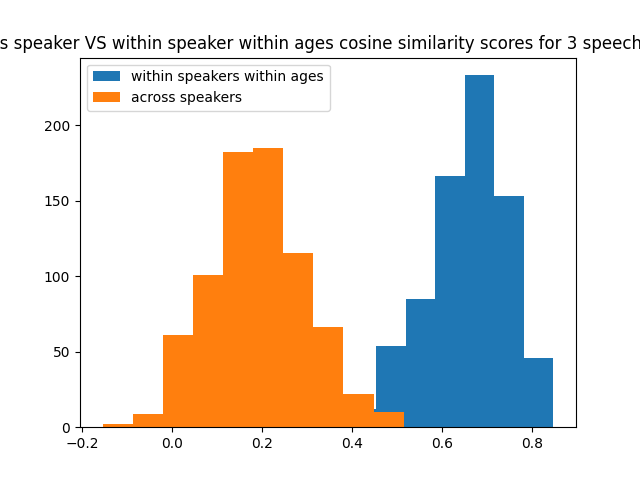 s speaker VS within speaker within ages cosine similarity scores for 3 speech
within speakers within ages
across speakers
200
150
100
50
0
−0.2 0.0 0.2 0.4 0.6 0.8